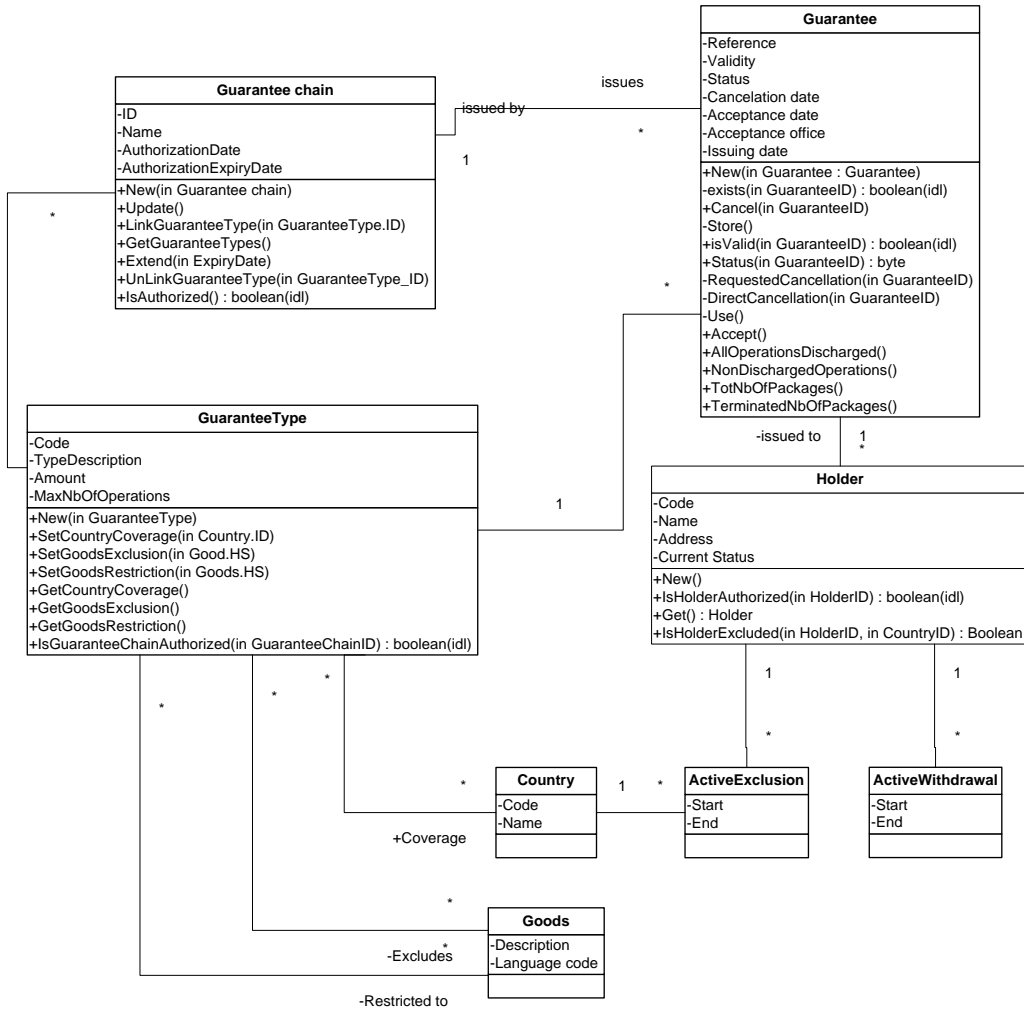 Guarantee
-Reference
-Validity
-Status
-Cancelation date
-Acceptance date
-Acceptance office
-Issuing date
+New(in Guarantee : Guarantee)
-exists(in GuaranteeID) : boolean(idl)
+Cancel(in GuaranteeID)
-Store()
+isValid(in GuaranteeID) : boolean(idl)
+Status(in GuaranteeID) : byte
-RequestedCancellation(in GuaranteeID)
-DirectCancellation(in GuaranteeID)
-Use()
+Accept()
+AllOperationsDischarged()
+NonDischargedOperations()
+TotNbOfPackages()
+TerminatedNbOfPackages()
issues
issued by
*
1
Guarantee chain
-ID
-Name
-AuthorizationDate
-AuthorizationExpiryDate
+New(in Guarantee chain)
+Update()
+LinkGuaranteeType(in GuaranteeType.ID)
+GetGuaranteeTypes()
+Extend(in ExpiryDate)
+UnLinkGuaranteeType(in GuaranteeType_ID)
+IsAuthorized() : boolean(idl)
*
*
GuaranteeType
-Code
-TypeDescription
-Amount
-MaxNbOfOperations
+New(in GuaranteeType)
+SetCountryCoverage(in Country.ID)
+SetGoodsExclusion(in Good.HS)
+SetGoodsRestriction(in Goods.HS)
+GetCountryCoverage()
+GetGoodsExclusion()
+GetGoodsRestriction()
+IsGuaranteeChainAuthorized(in GuaranteeChainID) : boolean(idl)
1
-issued to
1
*
Holder
-Code
-Name
-Address
-Current Status
+New()
+IsHolderAuthorized(in HolderID) : boolean(idl)
+Get() : Holder
+IsHolderExcluded(in HolderID, in CountryID) : Boolean
1
1
*
*
*
*
*
Country
-Code
-Name
*
1
*
ActiveExclusion
-Start
-End
ActiveWithdrawal
-Start
-End
+Coverage
*
Goods
-Description
-Language code
*
-Excludes
-Restricted to